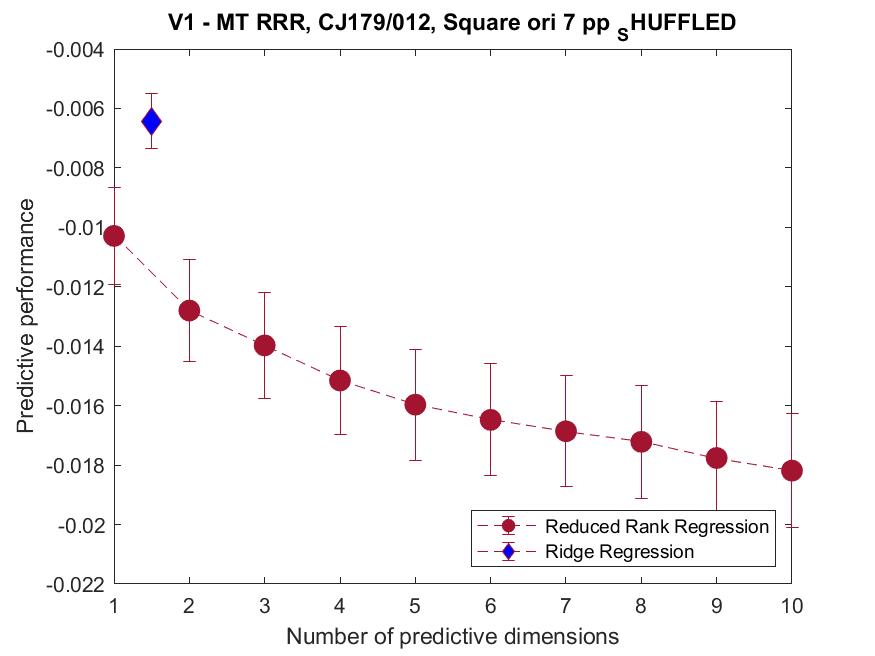 V1 - MT RRR, CJ179/012, Square ori 7 pp SHUFFLED
-0.004
-0.006
-0.008
-0.01
-0.012
-0.014
-0.016
-0.018
-0.02
-0.022
Predictive performance
Reduced Rank Regression
Ridge Regression
1 2 3 4 5 6 7 8 9 10
Number of predictive dimensions